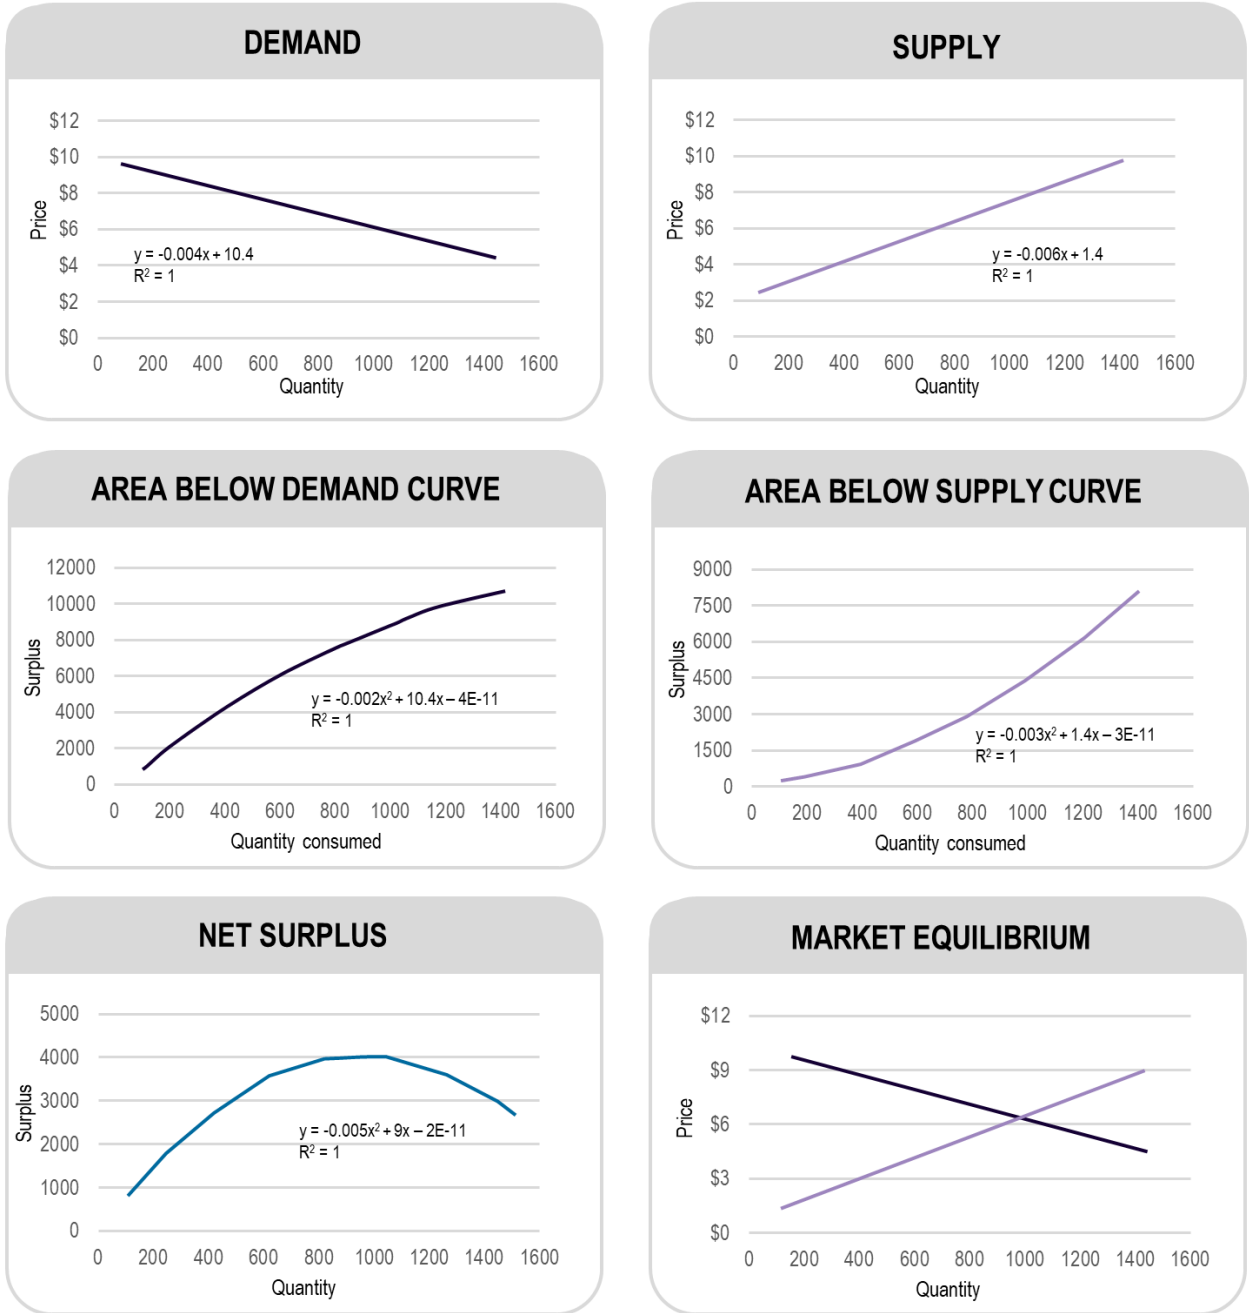 DEMAND
$12
$10
$8
$6
$4
$2
$0
Price
y = -0.004x + 10.4
R² = 1
0 200 400 600 800 1000 1200 1400 1600
Quantity
SUPPLY
$12
$10
$8
$6
$4
$2
$0
Price
y = -0.006x + 1.4
R² = 1
0 200 400 600 800 1000 1200 1400 1600
Quantity
AREA BELOW DEMAND CURVE
12000
10000
8000
6000
4000
2000
0
Surplus
y = -0.002x² + 10.4x – 4E-11
R² = 1
0 200 400 600 800 1000 1200 1400 1600
Quantity consumed
AREA BELOW SUPPLY CURVE
9000
7500
6000
4500
3000
1500
0
Surplus
y = -0.003x² + 1.4x – 3E-11
R² = 1
0 200 400 600 800 1000 1200 1400 1600
Quantity consumed
NET SURPLUS
5000
4000
3000
2000
1000
0
Surplus
y = -0.005x² + 9x – 2E-11
R² = 1
0 200 400 600 800 1000 1200 1400 1600
Quantity
MARKET EQUILIBRIUM
$12
$9
$6
$3
$0
Price
0 200 400 600 800 1000 1200 1400 1600
Quantity